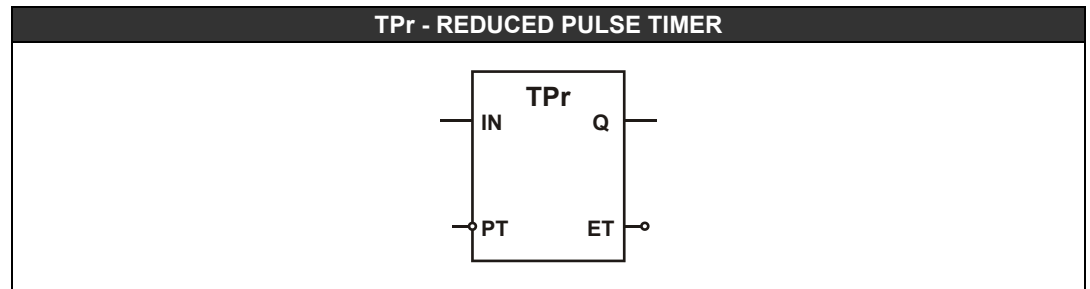 TPr - REDUCED PULSE TIMER
TPr
IN Q
PT ET